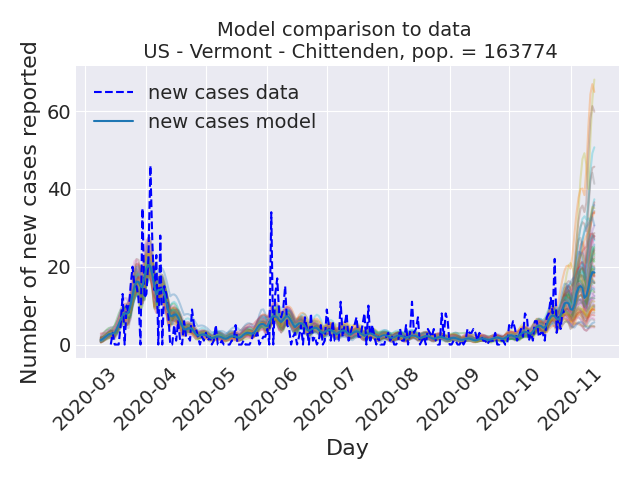 Model comparison to data
US - Vermont - Chittenden, pop. = 163774
Number of new cases reported
60
40
20
0
new cases data
new cases model
2020-03
2020-04
2020-05
2020-06
2020-07
2020-08
2020-09
2020-10
2020-11
Day